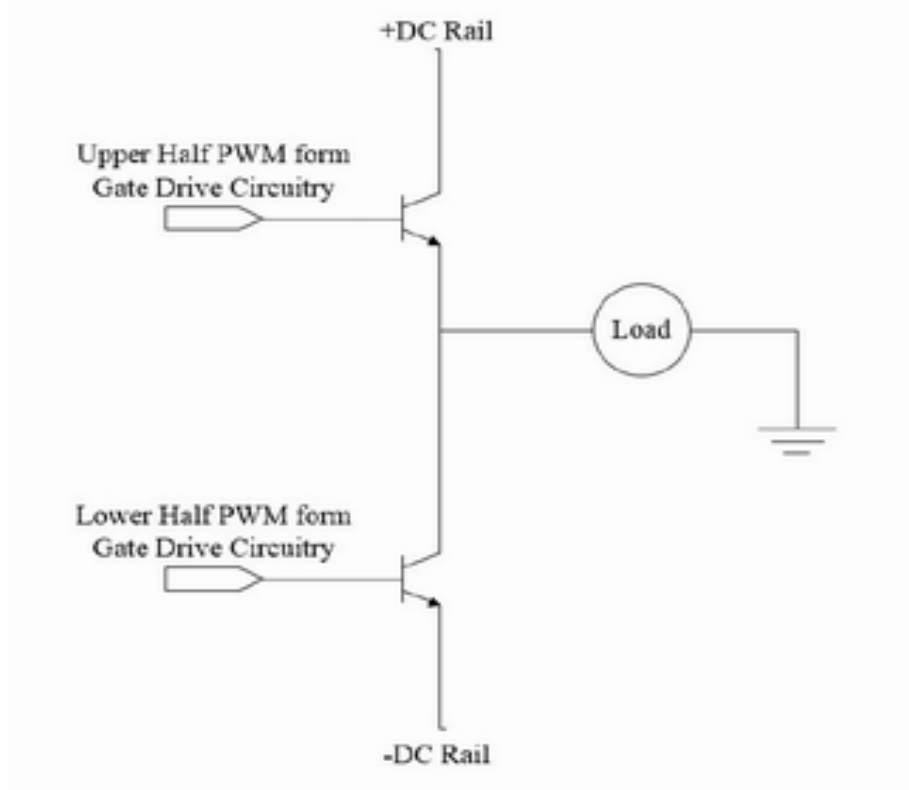 +DC Rail
Upper Half PWM form
Gate Drive Circuitry
Load
Lower Half PWM form
Gate Drive Circuitry
-DC Rail